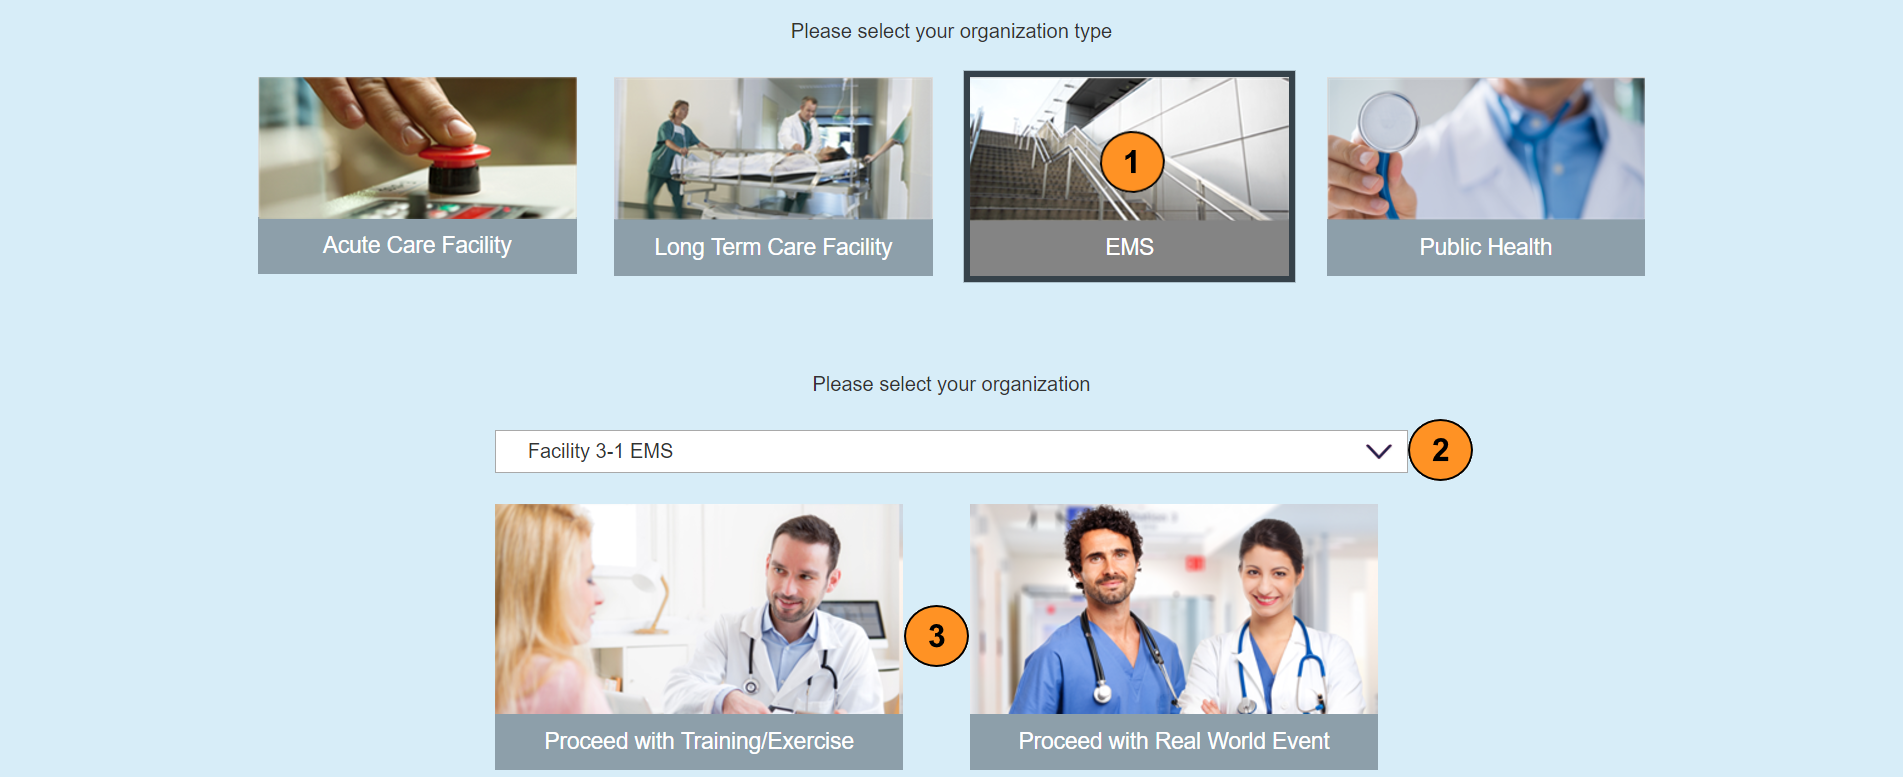 Please select your organization type
Acute Care Facility
Long Term Care Facility
1
EMS
Public Health
Please select your organization
Facility 3-1 EMS
2
3
Proceed with Training/Exercise
Proceed with Real World Event